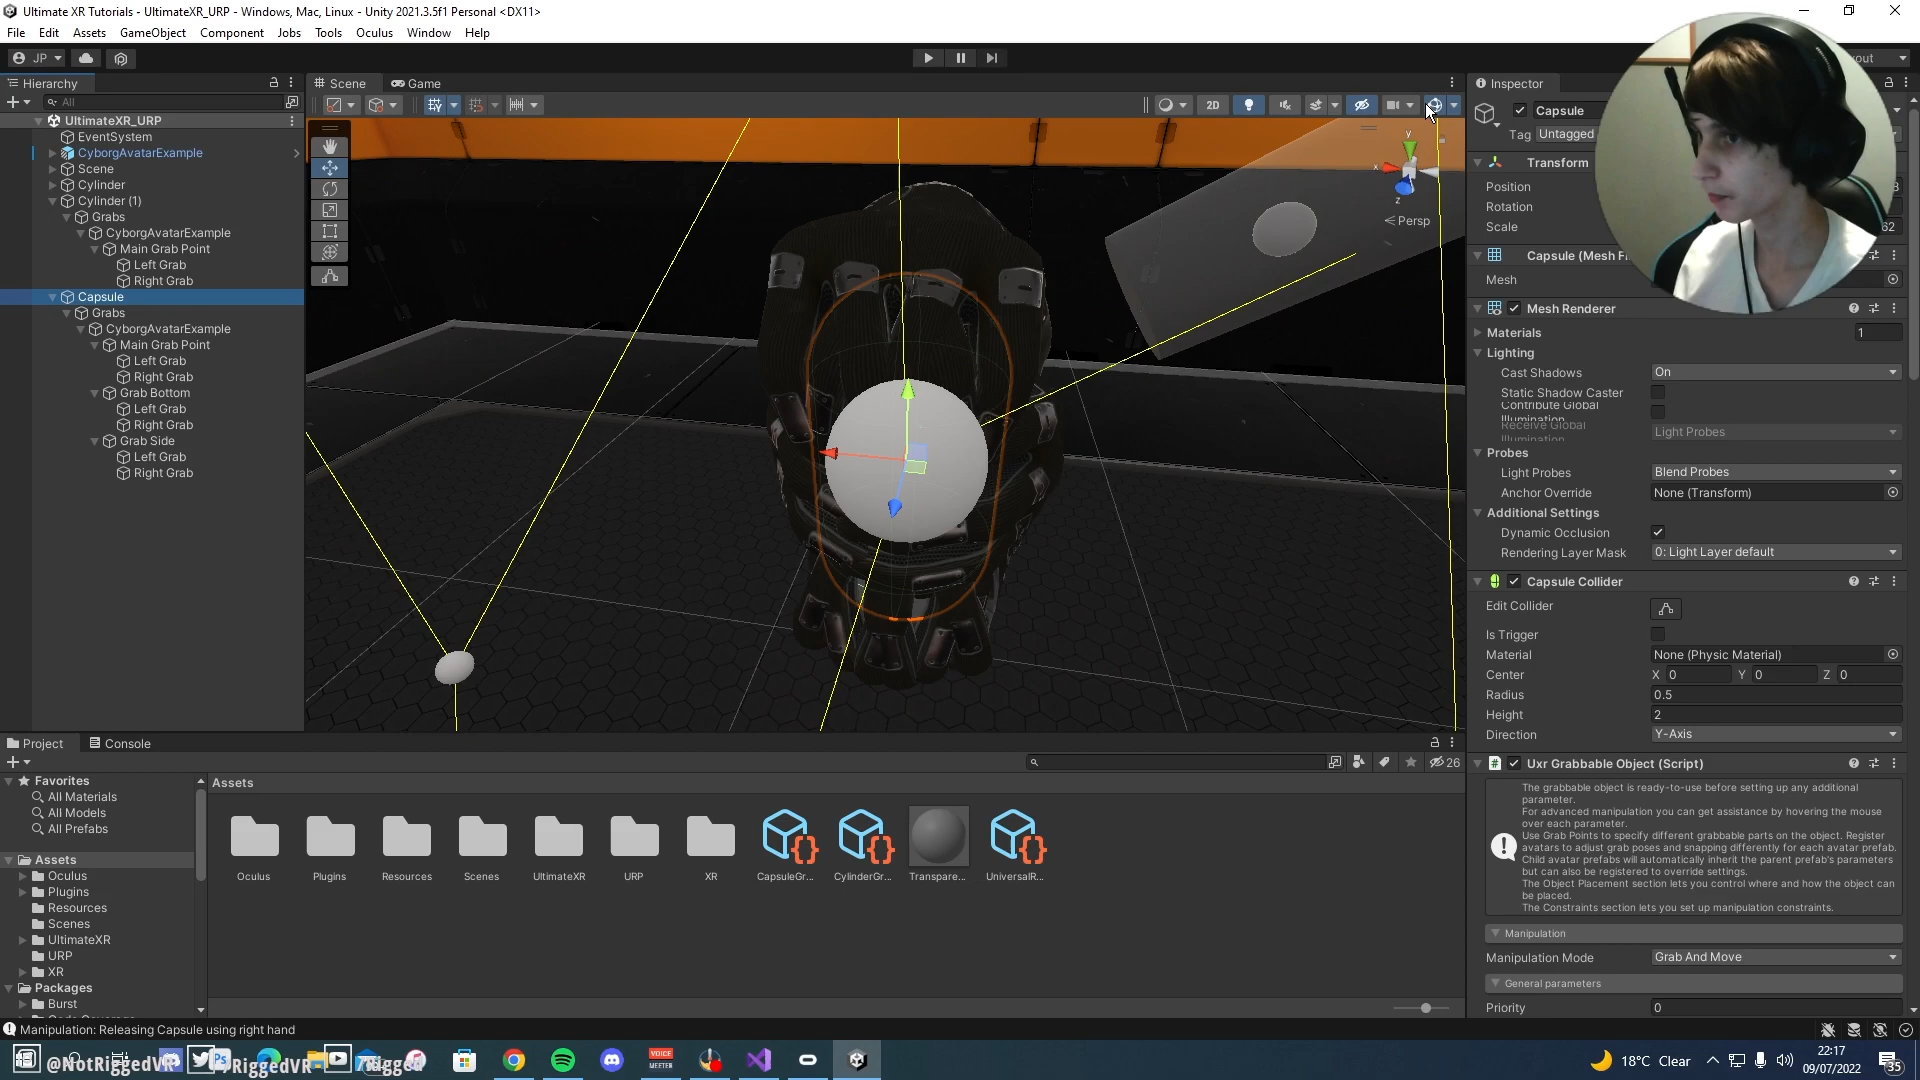 Ultimate XR Tutorials - UltimateXR_URP - Windows, Mac, Linux - Unity 2021.3.5f1 Personal <DX11>
File Edit Assets GameObject Component Jobs Tools Oculus Window Help
JP
Hierarchy
All
UltimateXR_URP
EventSystem
CyborgAvatarExample
Scene
Cylinder
Cylinder (1)
Grabs
CyborgAvatarExample
Main Grab Point
Left Grab
Right Grab
Capsule
Grabs
CyborgAvatarExample
Main Grab Point
Left Grab
Right Grab
Grab Bottom
Left Grab
Right Grab
Grab Side
Left Grab
Right Grab
Scene Game
2D
y
x
z
Persp
Inspector
Capsule
Tag Untagged
Transform
Position
Rotation
Scale 62
Capsule (Mesh Fi
Mesh
Mesh Renderer
Materials 1
Lighting
Cast Shadows On
Static Shadow Caster
Contribute Global
Illumination
Receive Global Light Probes
Illumination
Probes
Light Probes Blend Probes
Anchor Override None (Transform)
Additional Settings
Dynamic Occlusion
Rendering Layer Mask 0: Light Layer default
Capsule Collider
Edit Collider
Is Trigger
Material None (Physic Material)
Center X 0 Y 0 Z 0
Radius 0.5
Height 2
Direction Y-Axis
Uxr Grabbable Object (Script)
The grabbable object is ready-to-use before setting up any additional
parameter.
For advanced manipulation you can get assistance by hovering the mouse
over each parameter.
Use Grab Points to specify different grabbable parts on the object. Register
avatars to adjust grab poses and snapping differently for each avatar prefab.
Child avatar prefabs will automatically inherit the parent prefab's parameters
but can also be registered to override settings.
The Object Placement section lets you control where and how the object can
be placed.
The Constraints section lets you set up manipulation constraints.
Manipulation
Manipulation Mode Grab And Move
General parameters
Priority 0
Project Console
26
Favorites
All Materials
All Models
All Prefabs
Assets
Oculus
Plugins
Resources
Scenes
UltimateXR
URP
XR
Packages
Burst
Assets
Oculus Plugins Resources Scenes UltimateXR URP XR CapsuleGr... CylinderGr... Transpare... UniversalR...
Manipulation: Releasing Capsule using right hand
@NotRiggedVR /RiggedVR /Rigged
VOICE
MEETER
18°C Clear
22:17
09/07/2022
35